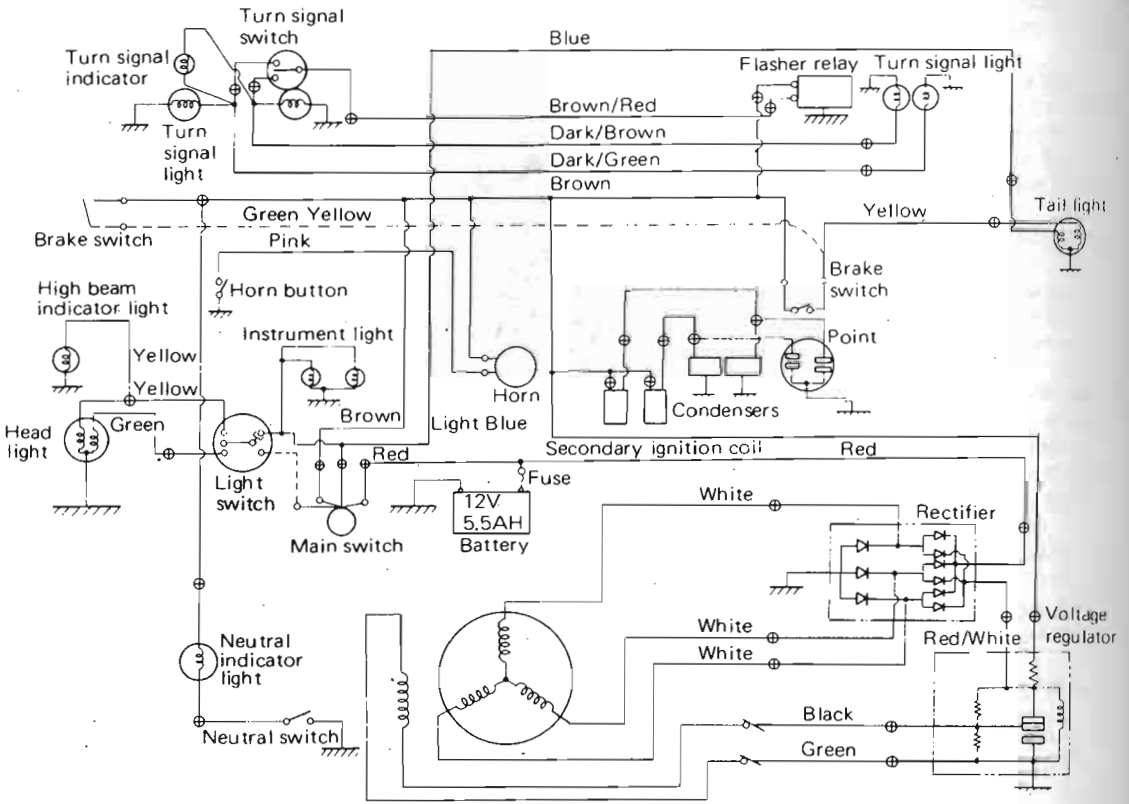 Turn signal
switch
Turn signal
indicator
Turn
signal
light
Blue
Flasher relay
Turn signal light
Brown/Red
Dark/Brown
Dark/Green
Brown
Green Yellow
Yellow
Tail light
Brake switch
Pink
Brake
switch
High beam
indicator light
Horn button
Instrument light
Point
Yellow
Yellow
Horn
Condensers
Green
Brown
Light Blue
Head
light
Secondary ignition coil
Red
Red
Light
switch
Fuse
12V
5.5AH
White
Rectifier
Main switch
Battery
Neutral
indicator
light
White
White
Red/White
Voltage
regulator
Neutral switch
Black
Green